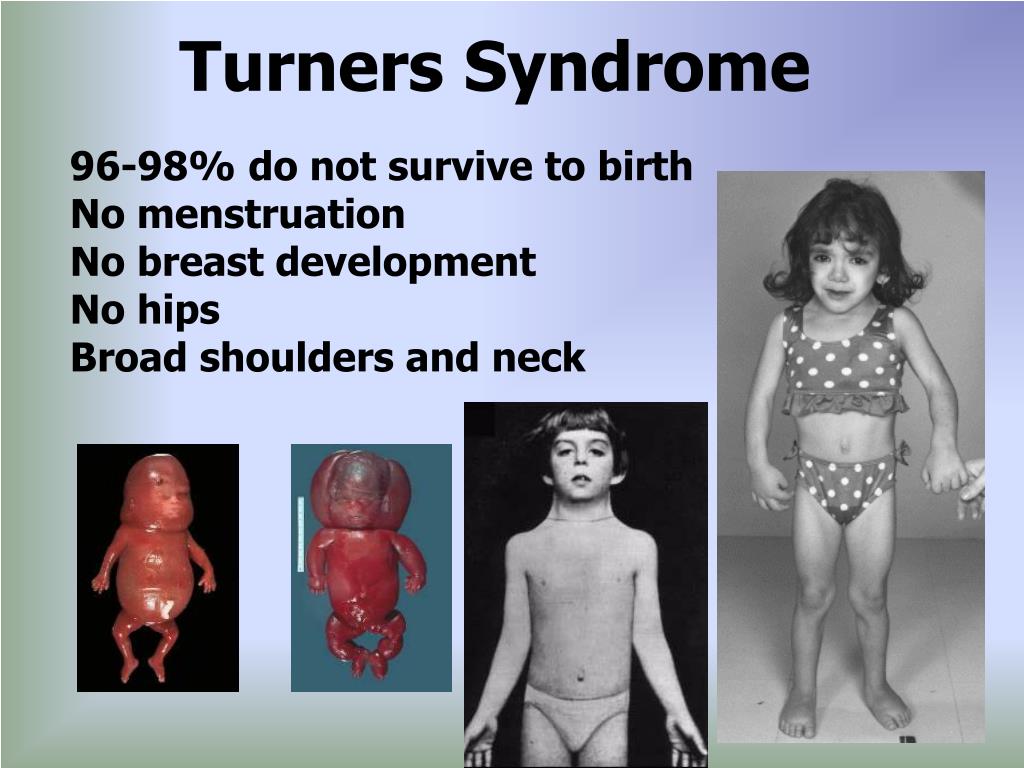 Turners Syndrome
96-98% do not survive to birth
No menstruation
No breast development
No hips
Broad shoulders and neck